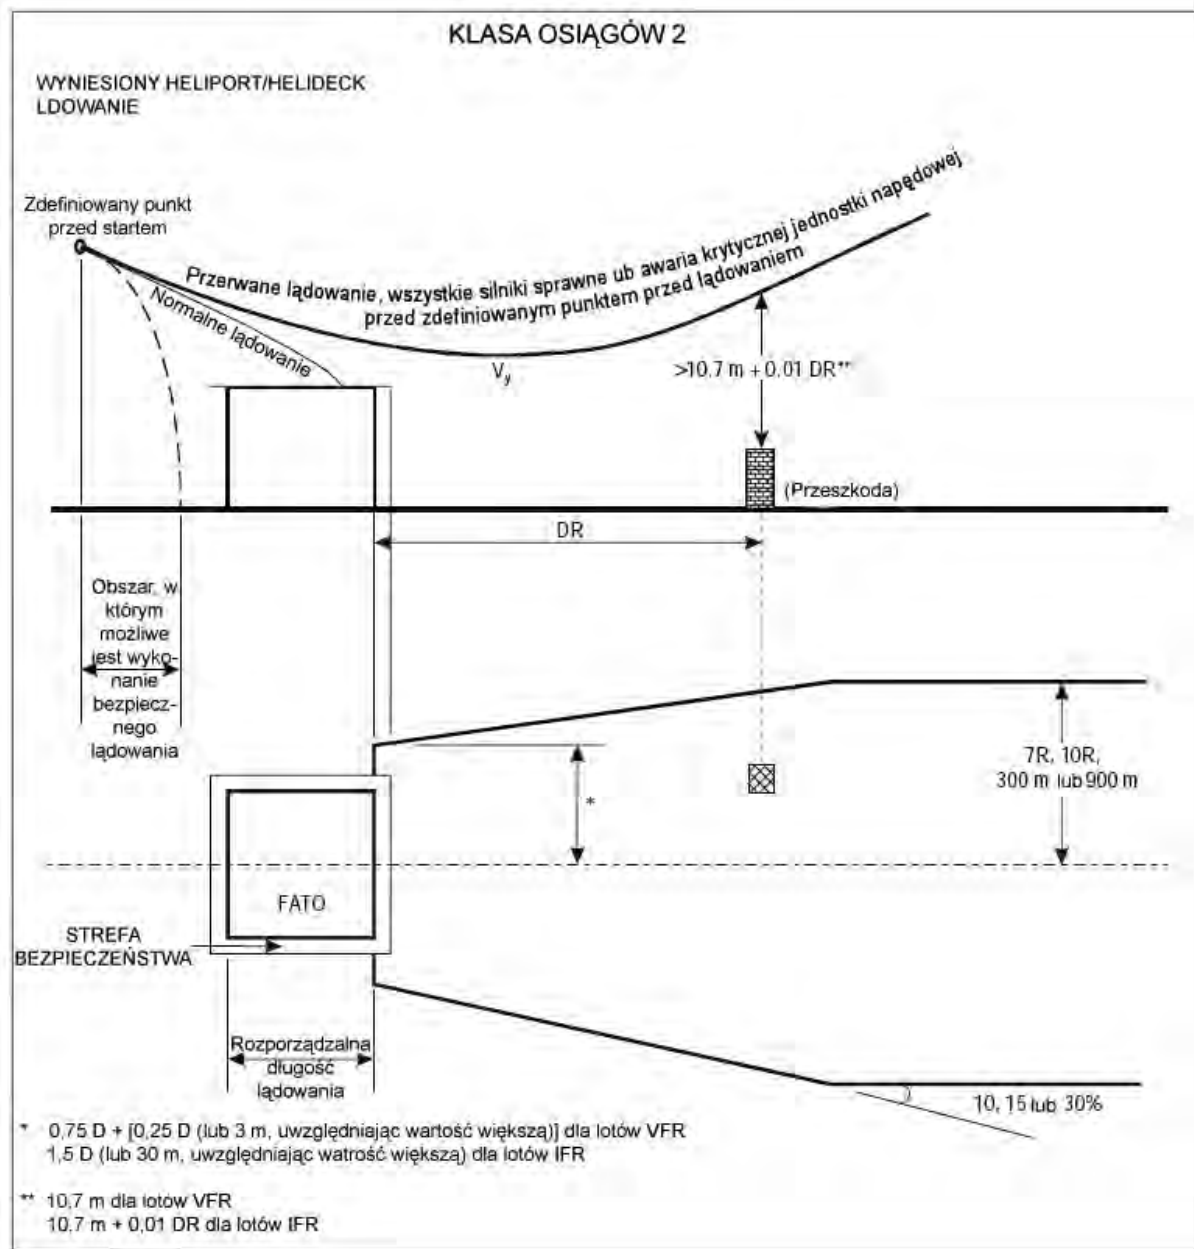 KLASA OSIĄGÓW 2
WYNIESIONY HELIPORT/HELIDECK
LDOWANIE
Zdefiniowany punkt
przed startem
Przerwane lądowanie, wszystkie silniki sprawne ub awaria krytycznej jednostki napędowej
przed zdefiniowanym punktem przed lądowaniem
Normalne lądowanie
Vy
>10.7 m + 0.01 DR**
(Przeszkoda)
DR
Obszar, w
którym
możliwe
jest wyko-
nanie
bezpiecz-
nego
lądowania
7R, 10R,
300 m lub 900 m
*
FATO
STREFA
BEZPIECZEŃSTWA
Rozporządzalna
długość
lądowania
10, 15 lub 30%
* 0,75 D + [0,25 D (lub 3 m, uwzględniając wartość większą)] dla lotów VFR
1,5 D (lub 30 m, uwzględniając watrość większą) dla lotów IFR
** 10,7 m dla lotów VFR
10,7 m + 0,01 DR dla lotów IFR